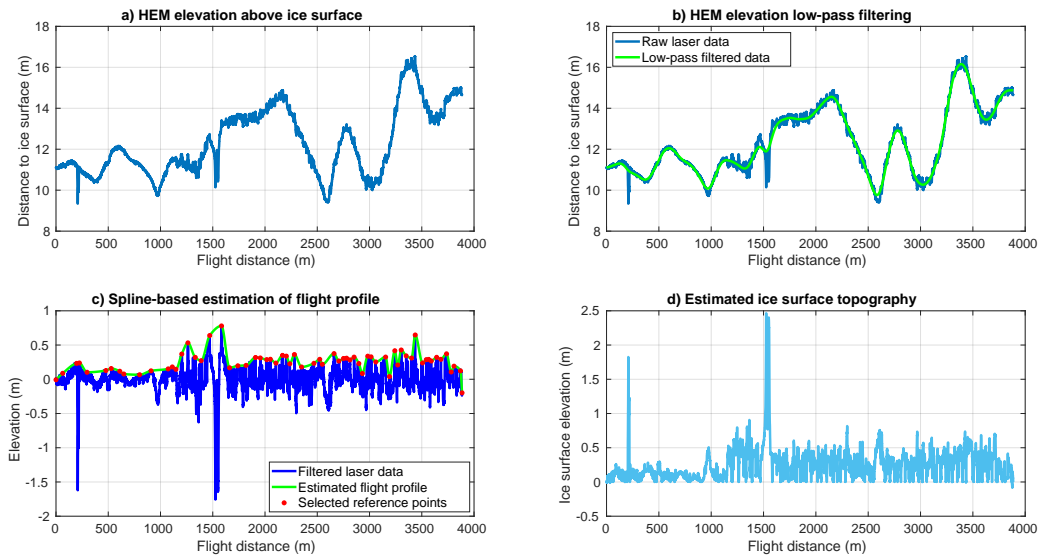 a) HEM elevation above ice surface
18
16
14
12
10
8
0 500 1000 1500 2000 2500 3000 3500 4000
Distance to ice surface (m)
Flight distance (m)
b) HEM elevation low-pass filtering
Raw laser data
Low-pass filtered data
18
16
14
12
10
8
0 500 1000 1500 2000 2500 3000 3500 4000
Distance to ice surface (m)
Flight distance (m)
c) Spline-based estimation of flight profile
1
0.5
0
-0.5
-1
-1.5
-2
Filtered laser data
Estimated flight profile
Selected reference points
0 500 1000 1500 2000 2500 3000 3500 4000
Elevation (m)
Flight distance (m)
d) Estimated ice surface topography
2.5
2
1.5
1
0.5
0
-0.5
0 500 1000 1500 2000 2500 3000 3500 4000
Ice surface elevation (m)
Flight distance (m)